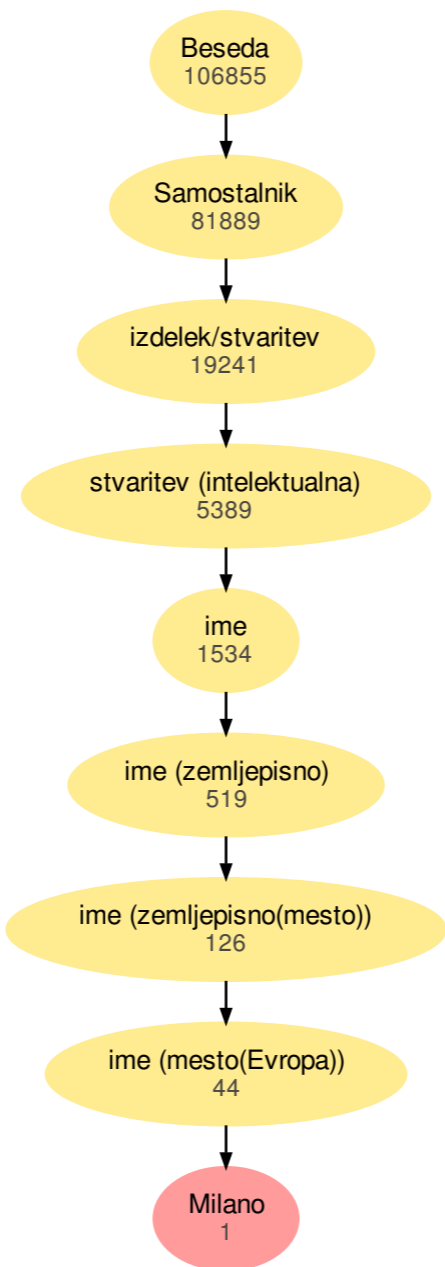 Beseda
106855
Samostalnik
81889
izdelek/stvaritev
19241
stvaritev (intelektualna)
5389
ime
1534
ime (zemljepisno)
519
ime (zemljepisno(mesto))
126
ime (mesto(Evropa))
44
Milano
1